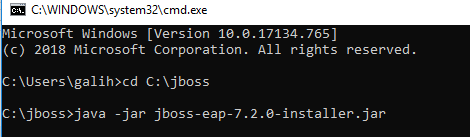 C:\WINDOWS\system32\cmd.exe
Microsoft Windows [Version 10.0.17134.765]
(c) 2018 Microsoft Corporation. All rights reserved.
C:\Users\galih>cd C:\jboss
C:\jboss>java -jar jboss-eap-7.2.0-installer.jar